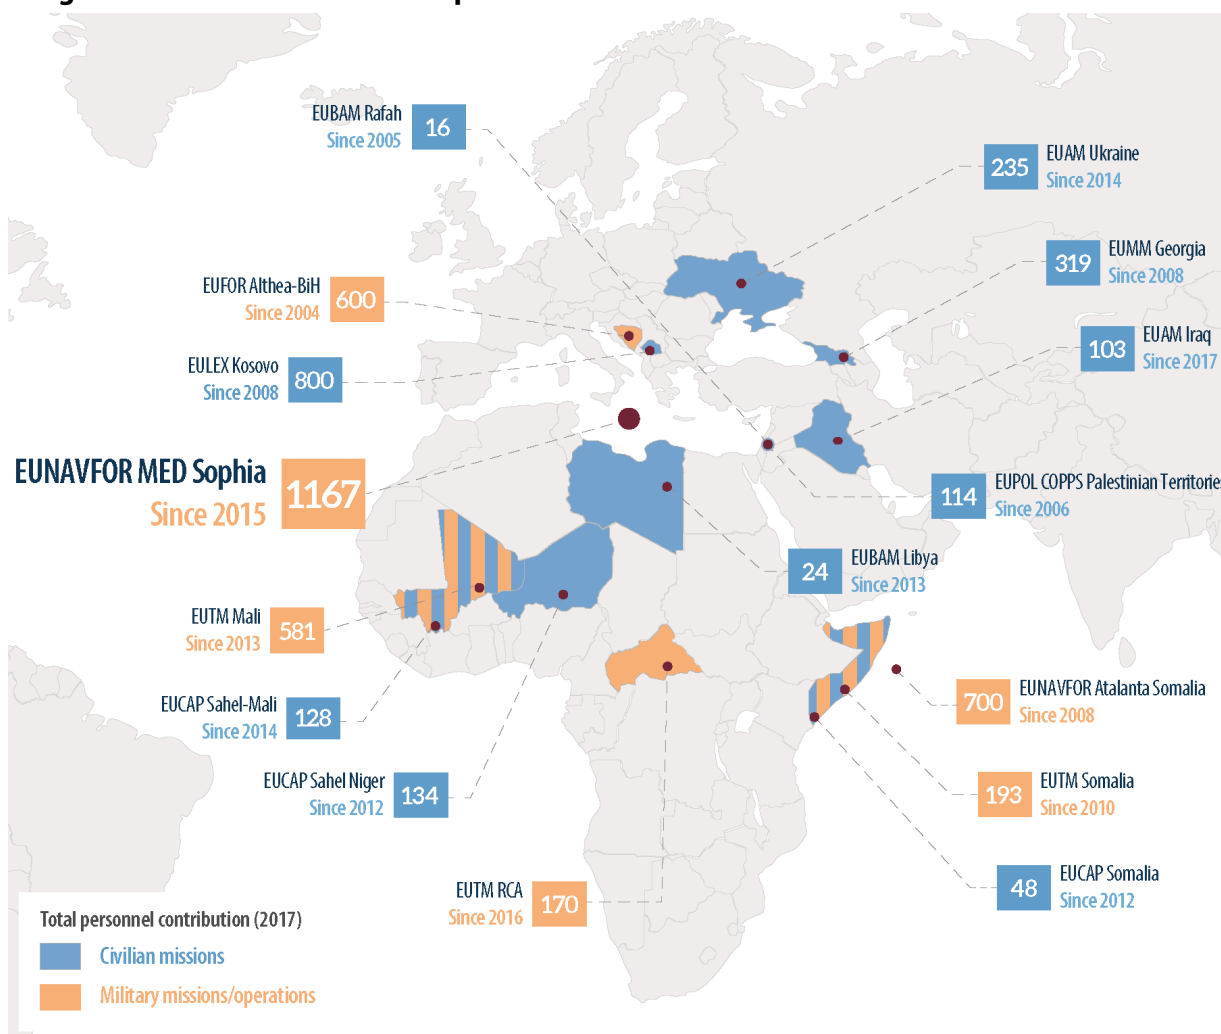 EUBAM Rafah
Since 2005
16
235
EUAM Ukraine
Since 2014
319
EUMM Georgia
Since 2008
EUFOR Althea-BiH
Since 2004
600
103
EUAM Iraq
Since 2017
EULEX Kosovo
Since 2008
800
EUNAVFOR MED Sophia
Since 2015
1167
114
EUPOL COPPS Palestinian Territorie
Since 2006
24
EUBAM Libya
Since 2013
EUTM Mali
Since 2013
581
EUCAP Sahel-Mali
Since 2014
128
700
EUNAVFOR Atalanta Somalia
Since 2008
EUCAP Sahel Niger
Since 2012
134
193
EUTM Somalia
Since 2010
EUTM RCA
Since 2016
170
48
EUCAP Somalia
Since 2012
Total personnel contribution (2017)
Civilian missions
Military missions/operations